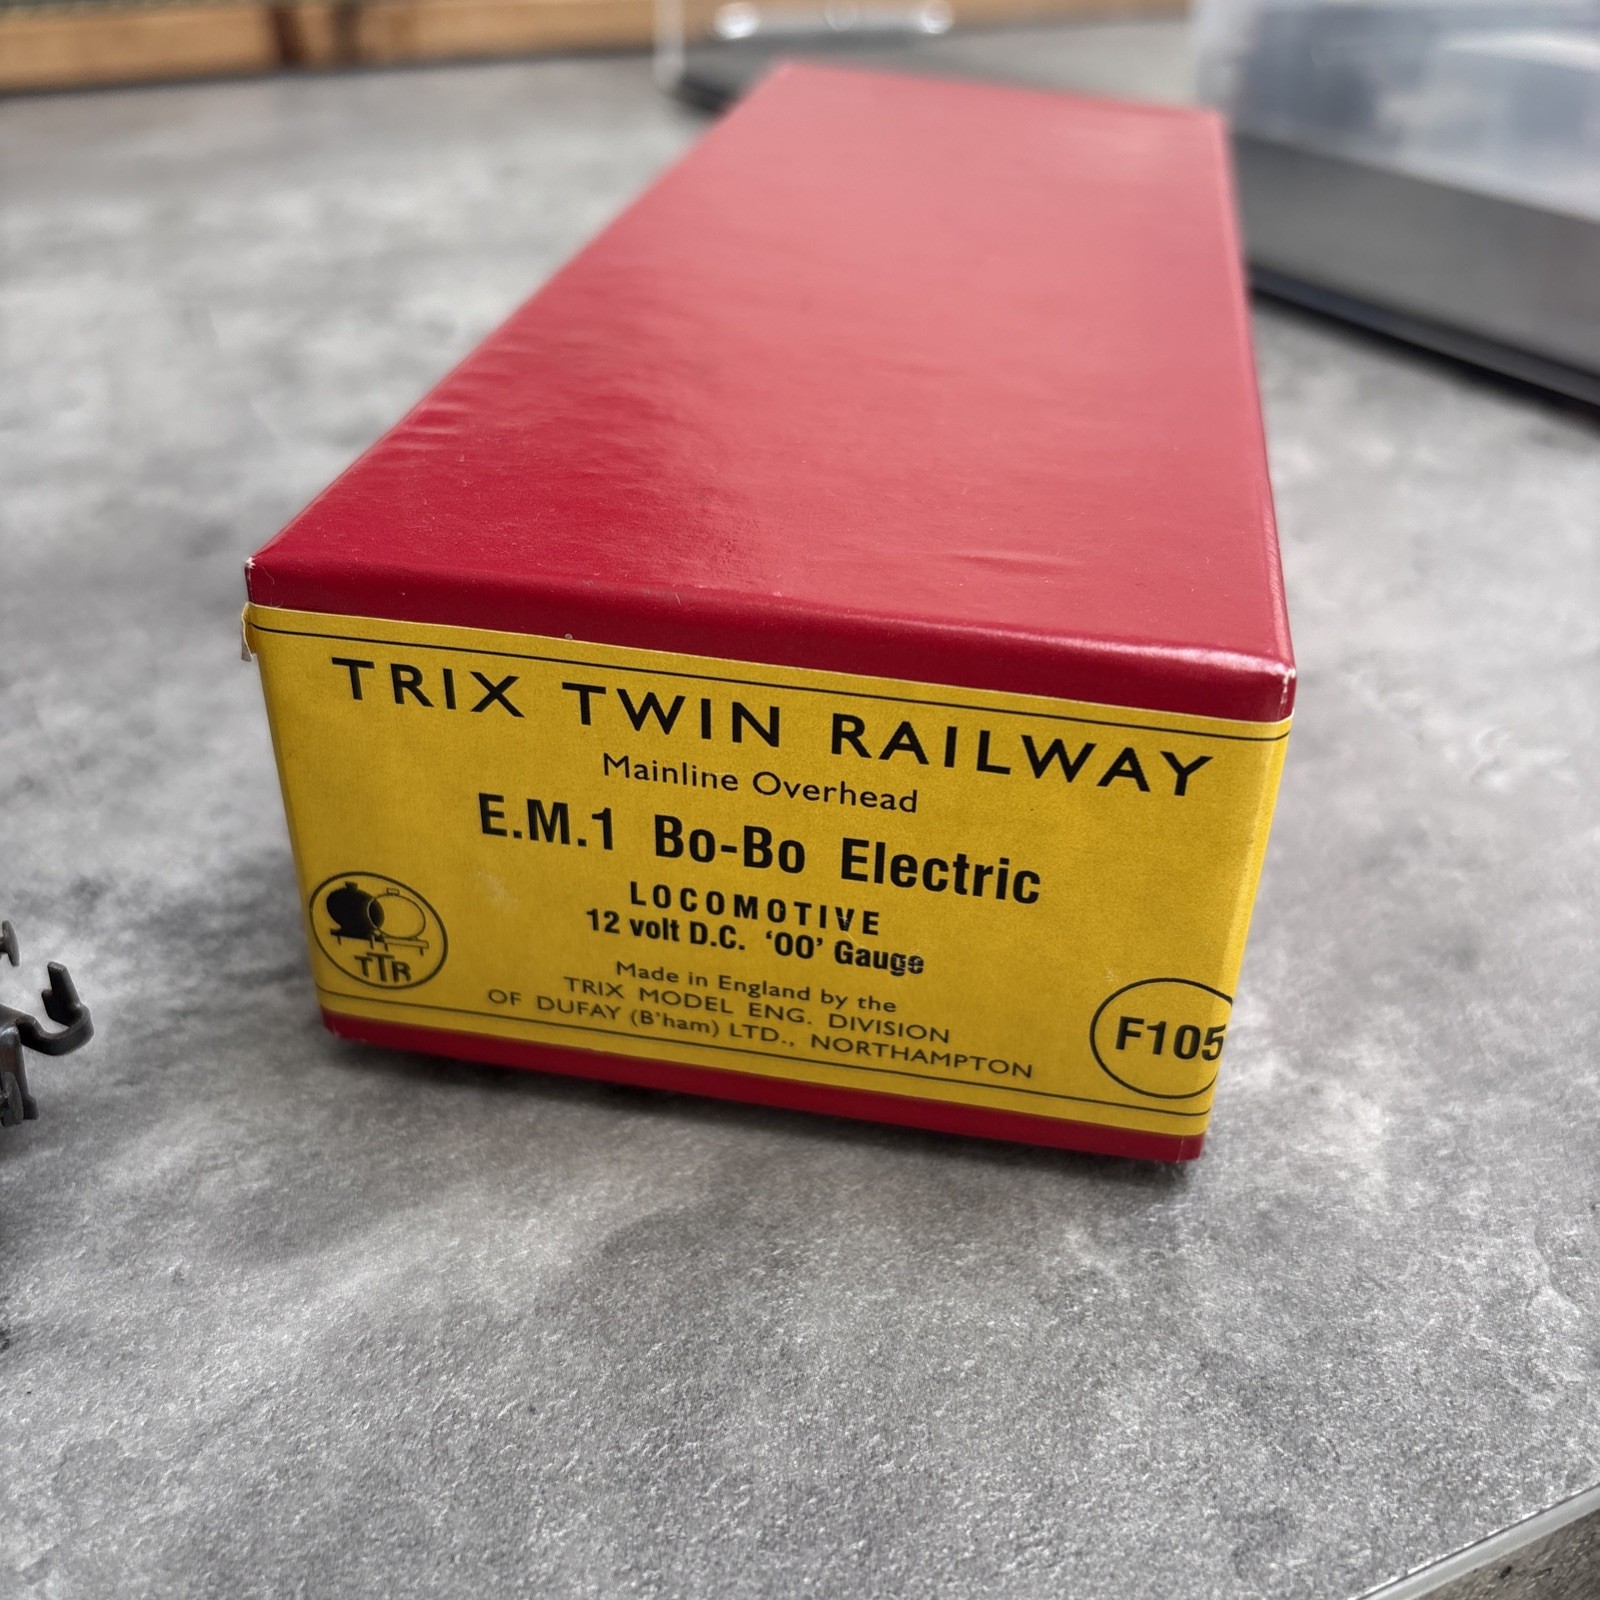 TRIX TWIN RAILWAY
Mainline Overhead
E.M.1 Bo-Bo Electric
LOCOMOTIVE
12 volt D.C. ‘OO’ Gauge
Made in England by the
TRIX MODEL ENG. DIVISION
OF DUFAY (B'ham) LTD., NORTHAMPTON
TTR
F105